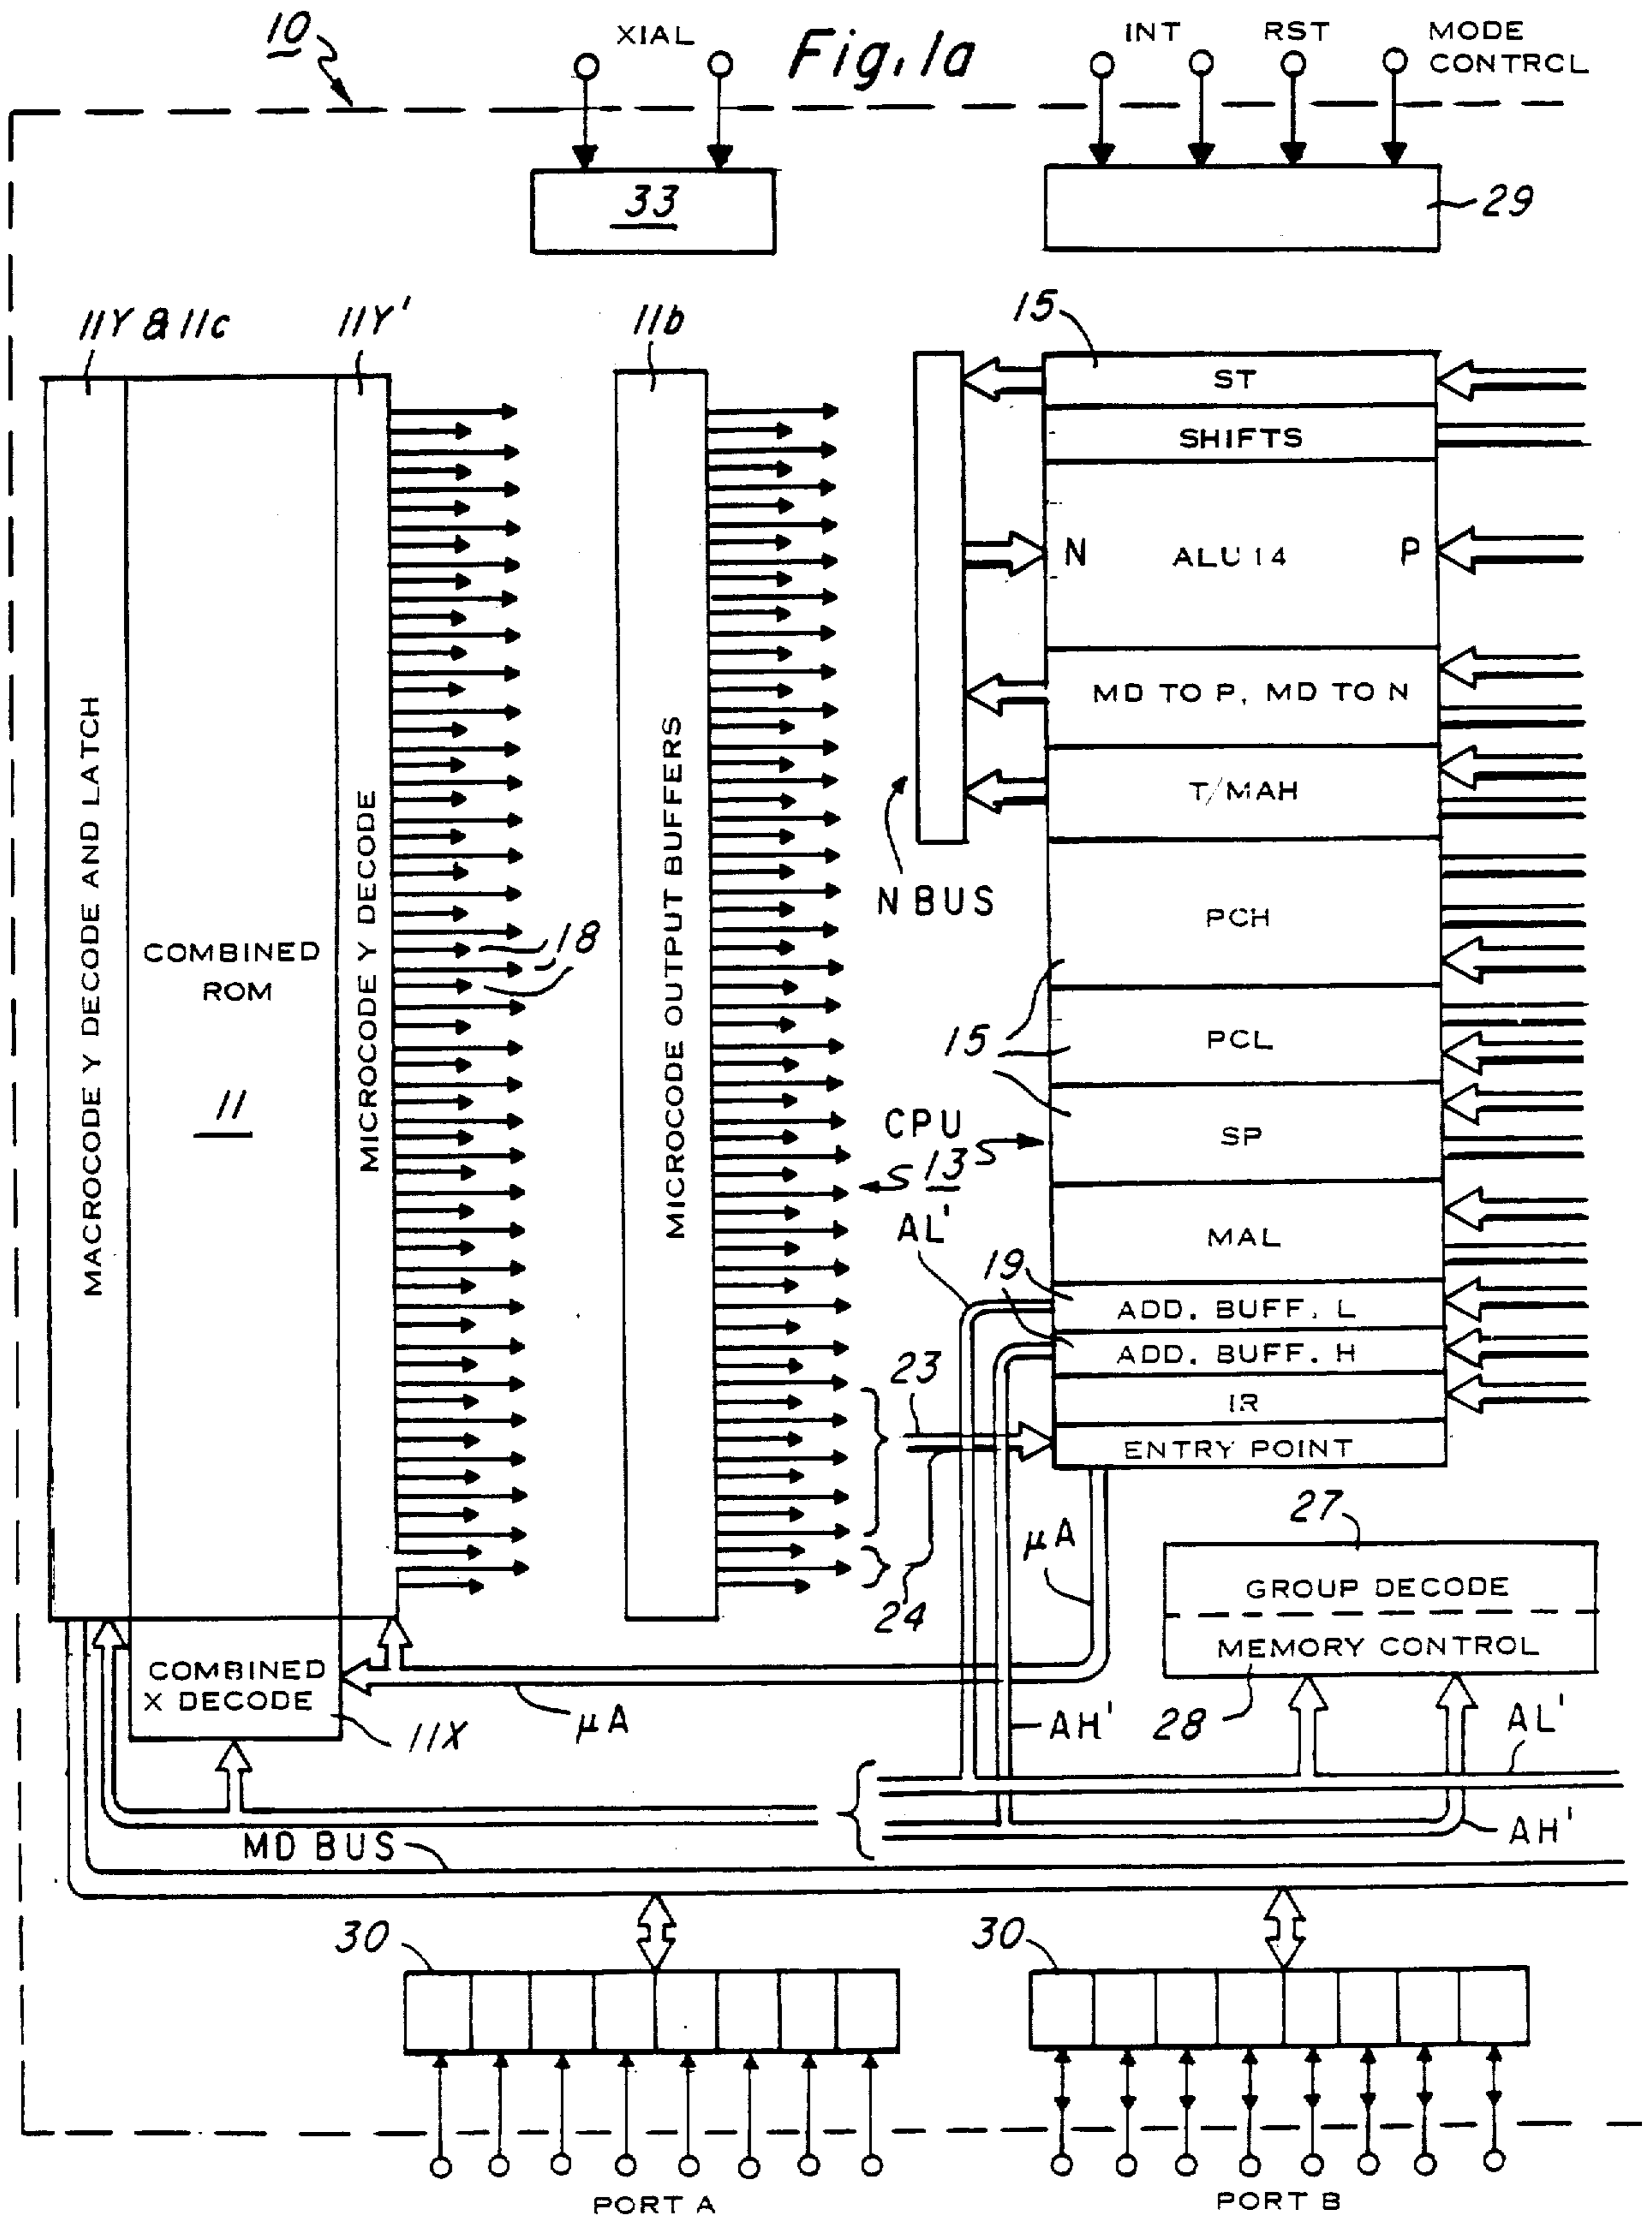 10
XIAL
Fig. 1a
INT
RST
MODE
CONTRCL
33
29
11Y & 11c
11Y'
11b
15
ST
SHIFTS
N
ALU 14
P
MD TO P, MD TO N
T/MAH
N BUS
PCH
MACROCODE Y DECODE AND LATCH
COMBINED
ROM
11
MICROCODE Y DECODE
18
MICROCODE OUTPUT BUFFERS
15
PCL
CPU
13
SP
AL'
MAL
19
ADD. BUFF. L
ADD. BUFF. H
23
IR
ENTRY POINT
24
μA
27
GROUP DECODE
MEMORY CONTROL
28
COMBINED
X DECODE
11X
μA
AH'
AL'
AH'
MD BUS
30
30
PORT A
PORT B